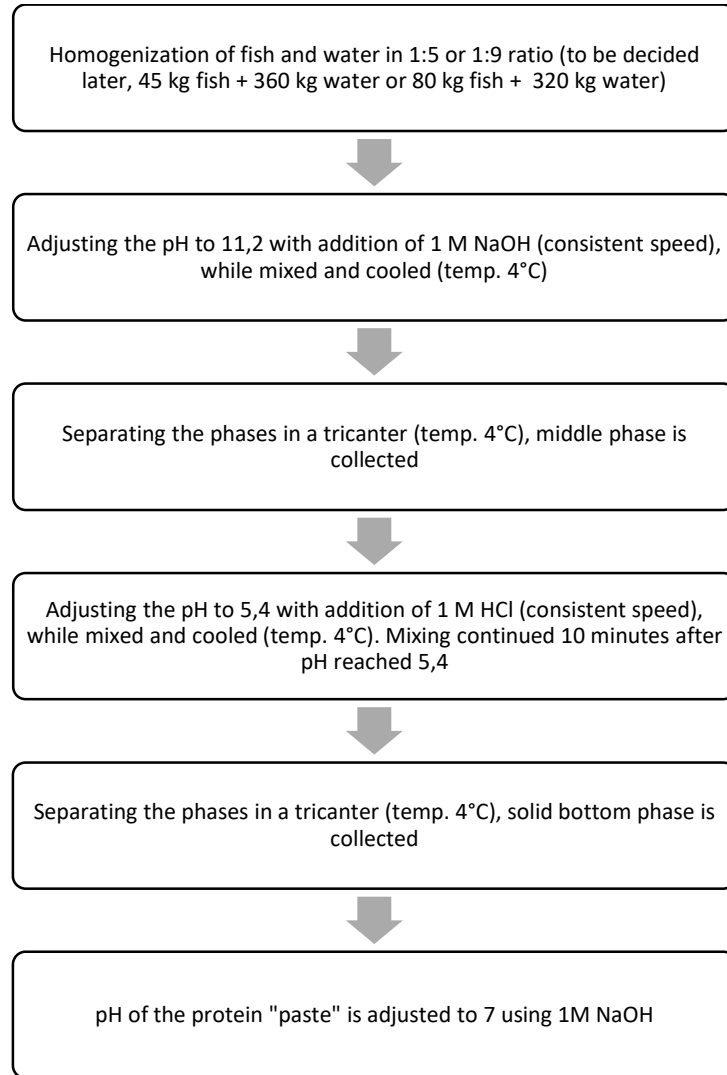 Homogenization of fish and water in 1:5 or 1:9 ratio (to be decided
later, 45 kg fish + 360 kg water or 80 kg fish +  320 kg water)
Adjusting the pH to 11,2 with addition of 1 M NaOH (consistent speed),
while mixed and cooled (temp. 4°C)
Separating the phases in a tricanter (temp. 4°C), middle phase is
collected
Adjusting the pH to 5,4 with addition of 1 M HCl (consistent speed),
while mixed and cooled (temp. 4°C). Mixing continued 10 minutes after
pH reached 5,4
Separating the phases in a tricanter (temp. 4°C), solid bottom phase is
collected
pH of the protein "paste" is adjusted to 7 using 1M NaOH